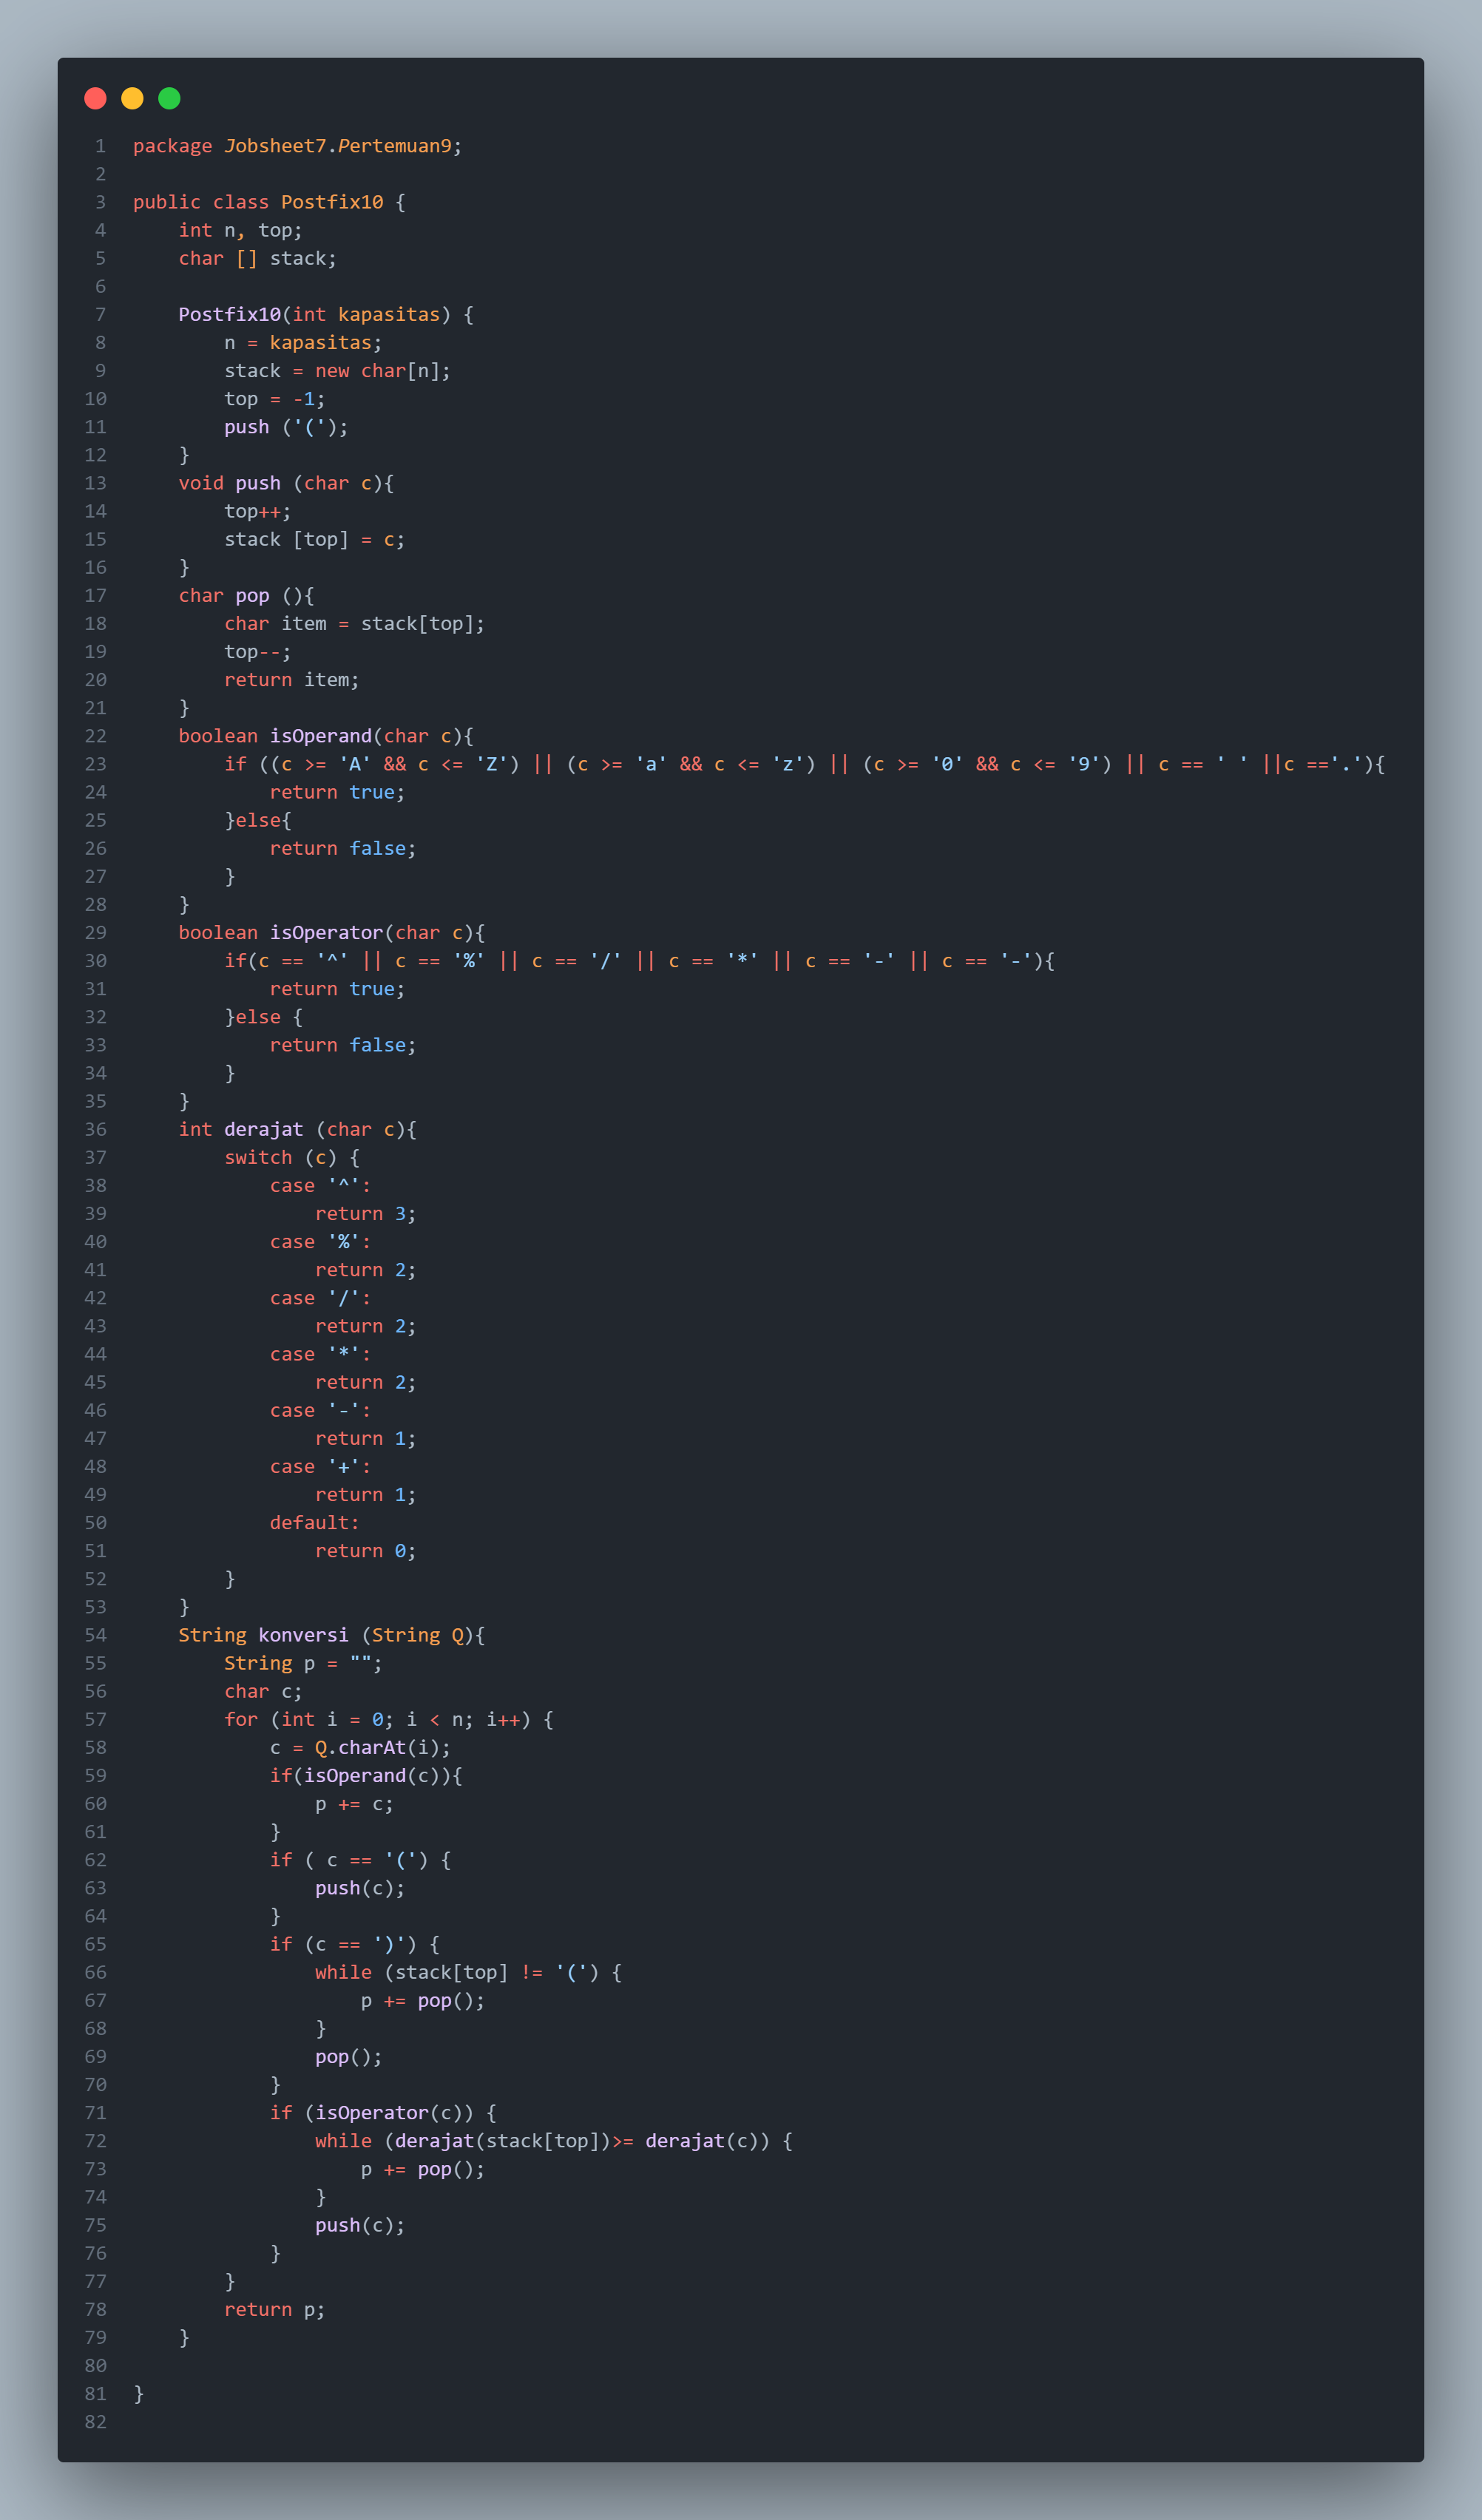 1 package Jobsheet7.Pertemuan9;
2
3 public class Postfix10 {
4     int n, top;
5     char [] stack;
6
7     Postfix10(int kapasitas) {
8         n = kapasitas;
9         stack = new char[n];
10         top = -1;
11         push ('(');
12     }
13     void push (char c){
14         top++;
15         stack [top] = c;
16     }
17     char pop (){
18         char item = stack[top];
19         top--;
20         return item;
21     }
22     boolean isOperand(char c){
23         if ((c >= 'A' && c <= 'Z') || (c >= 'a' && c <= 'z') || (c >= '0' && c <= '9') || c == ' ' ||c =='.'){
24             return true;
25         }else{
26             return false;
27         }
28     }
29     boolean isOperator(char c){
30         if(c == '^' || c == '%' || c == '/' || c == '*' || c == '-' || c == '-'){
31             return true;
32         }else {
33             return false;
34         }
35     }
36     int derajat (char c){
37         switch (c) {
38             case '^':
39                 return 3;
40             case '%':
41                 return 2;
42             case '/':
43                 return 2;
44             case '*':
45                 return 2;
46             case '-':
47                 return 1;
48             case '+':
49                 return 1;
50             default:
51                 return 0;
52         }
53     }
54     String konversi (String Q){
55         String p = "";
56         char c;
57         for (int i = 0; i < n; i++) {
58             c = Q.charAt(i);
59             if(isOperand(c)){
60                 p += c;
61             }
62             if ( c == '(') {
63                 push(c);
64             }
65             if (c == ')') {
66                 while (stack[top] != '(') {
67                     p += pop();
68                 }
69                 pop();
70             }
71             if (isOperator(c)) {
72                 while (derajat(stack[top])>= derajat(c)) {
73                     p += pop();
74                 }
75                 push(c);
76             }
77         }
78         return p;
79     }
80
81 }
82